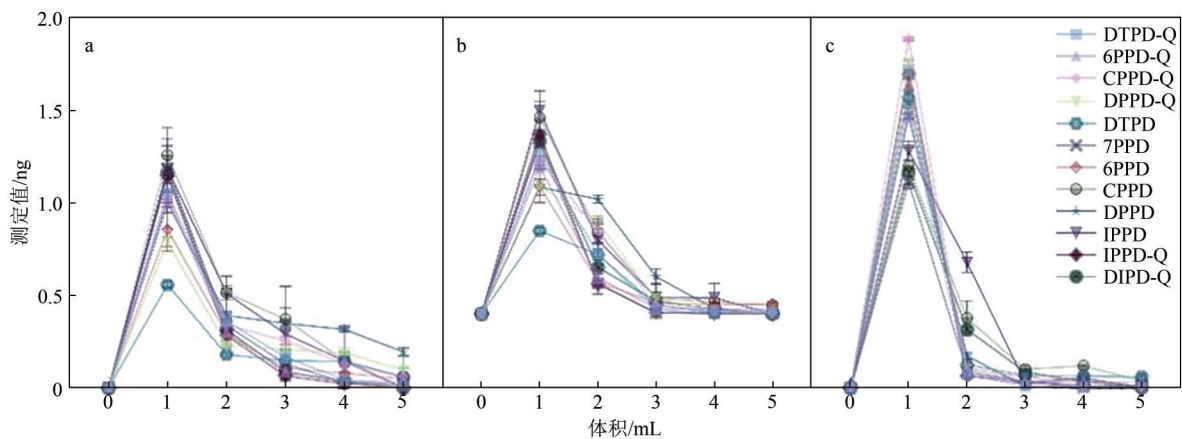 2.0
1.5
1.0
0.5
0
测定值/ng
a
b
c
DTPD-Q
6PPD-Q
CPPD-Q
DPPD-Q
DTPD
7PPD
6PPD
CPPD
DPPD
IPPD
IPPD-Q
DIPD-Q
0 1 2 3 4 5 0 1 2 3 4 5 0 1 2 3 4 5
体积/mL